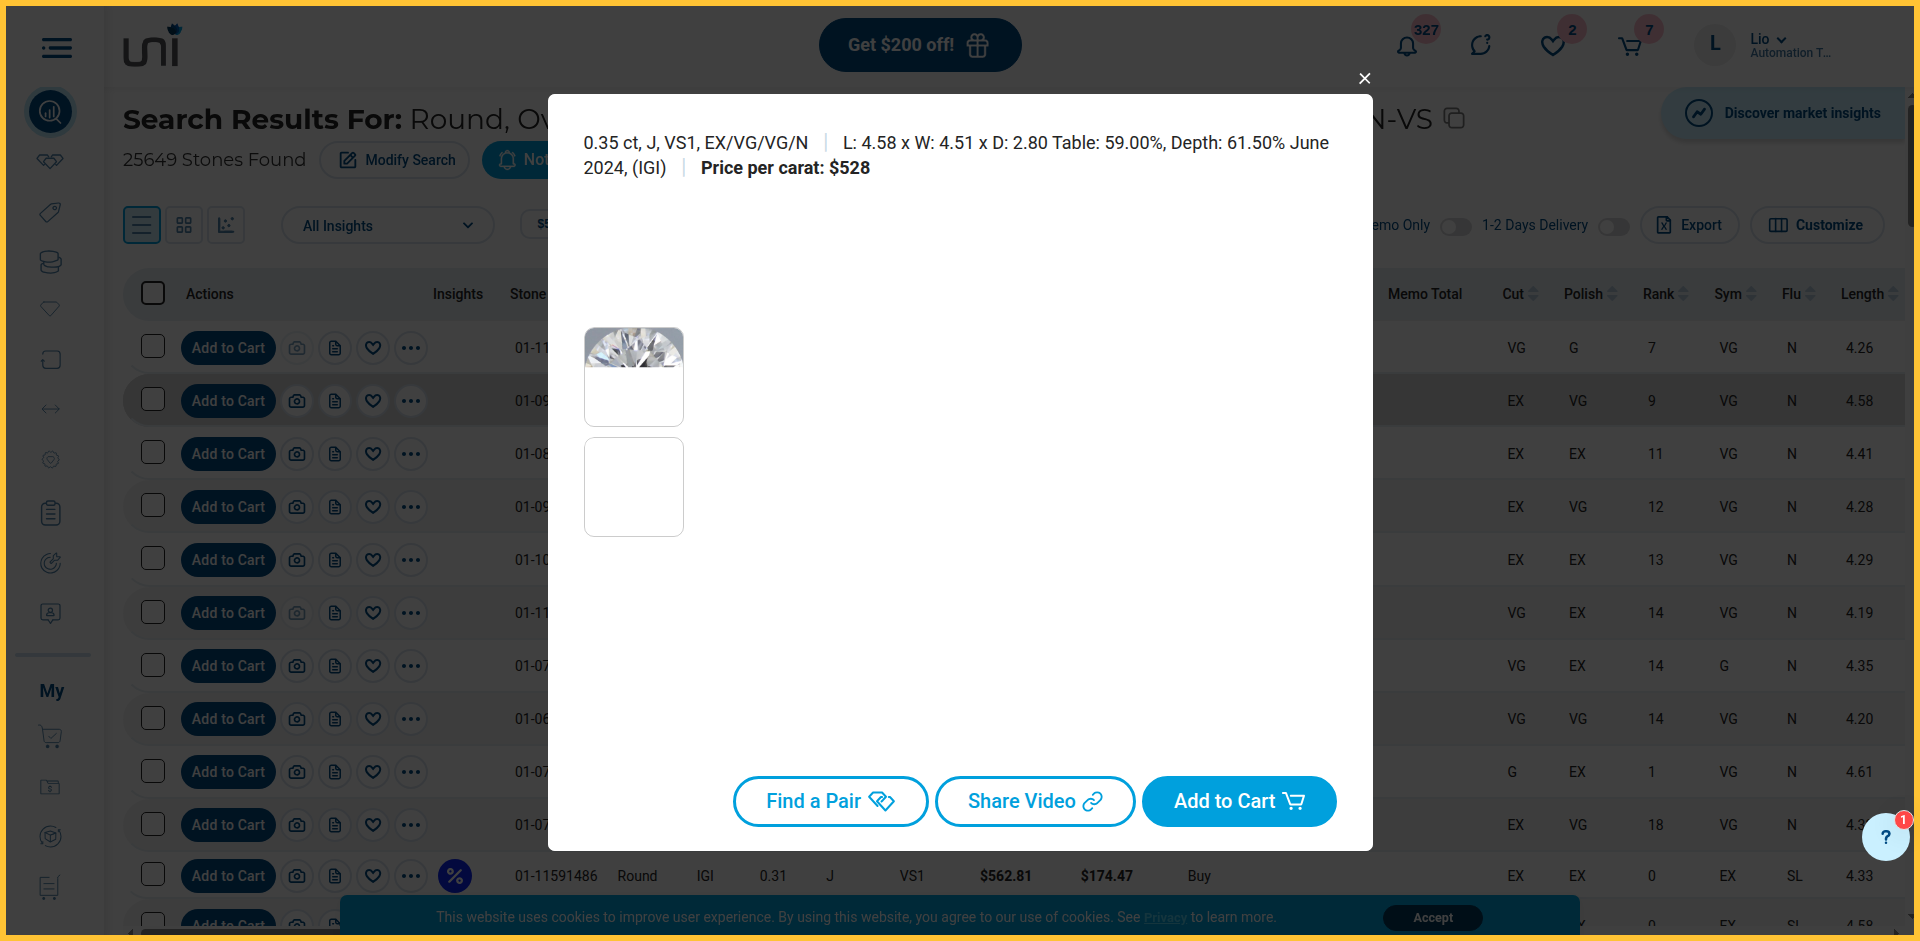 uni
Get $200 off!
327
2
7
L
Lio
Automation T...
Search Results For: Round, Ov
N-VS
Discover market insights
25649 Stones Found
Modify Search
Not
All Insights
emo Only
1-2 Days Delivery
Export
Customize
Actions Insights Stone
Memo Total Cut Polish Rank Sym Flu Length
Add to Cart 01-11 VG G 7 VG N 4.26
Add to Cart 01-09 EX VG 9 VG N 4.58
Add to Cart 01-08 EX EX 11 VG N 4.41
Add to Cart 01-09 EX VG 12 VG N 4.28
Add to Cart 01-10 EX EX 13 VG N 4.29
Add to Cart 01-11 VG EX 14 VG N 4.19
Add to Cart 01-07 VG EX 14 G N 4.35
Add to Cart 01-06 VG VG 14 VG N 4.20
Add to Cart 01-07 G EX 1 VG N 4.61
Add to Cart 01-07 EX VG 18 VG N
Add to Cart % 01-11591486 Round IGI 0.31 J VS1 $562.81 $174.47 Buy EX EX 0 EX SL 4.33
My
0.35 ct, J, VS1, EX/VG/VG/N | L: 4.58 x W: 4.51 x D: 2.80 Table: 59.00%, Depth: 61.50% June
2024, (IGI) | Price per carat: $528
Find a Pair
Share Video
Add to Cart
This website uses cookies to improve user experience. By using this website, you agree to our use of cookies. See Privacy to learn more.
Accept
?
1